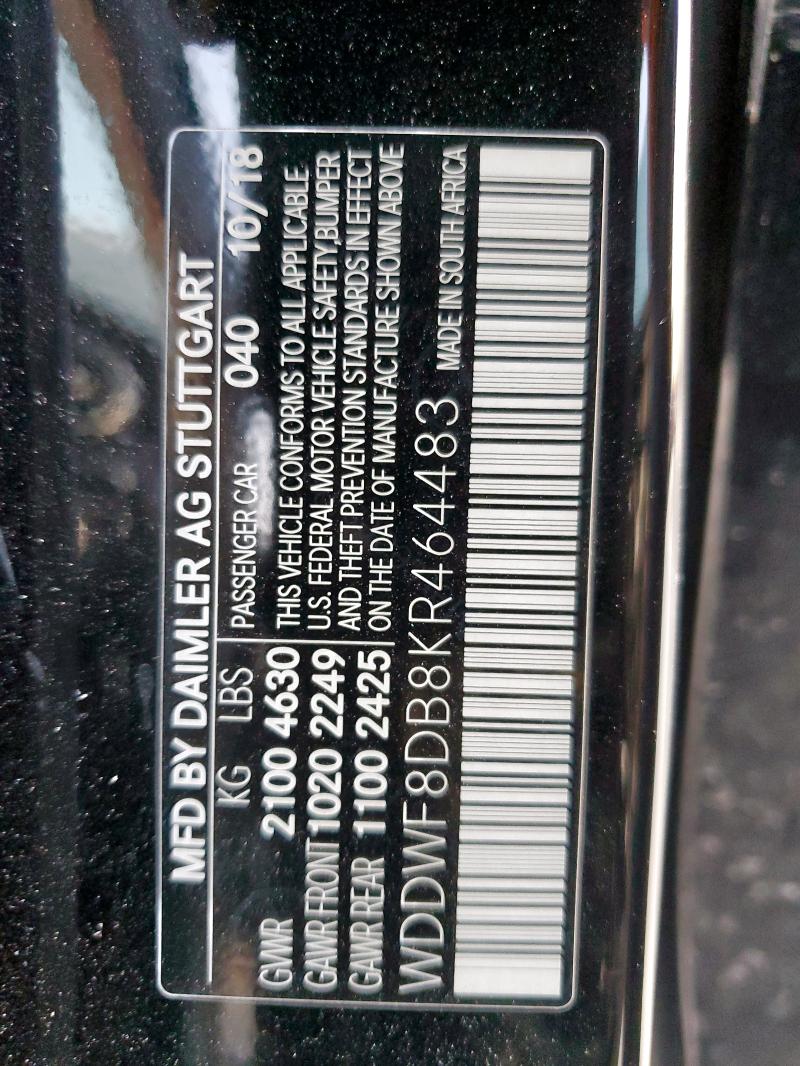 MFD BY DAIMLER AG STUTTGART
KG LBS PASSENGER CAR 040 10/18
GVWR 2100 4630 THIS VEHICLE CONFORMS TO ALL APPLICABLE
GAWR FRONT 1020 2249 U.S. FEDERAL MOTOR VEHICLE SAFETY,BUMPER
GAWR REAR 1100 2425 AND THEFT PREVENTION STANDARDS IN EFFECT
ON THE DATE OF MANUFACTURE SHOWN ABOVE
WDDWF8DB8KR464483 MADE IN SOUTH AFRICA